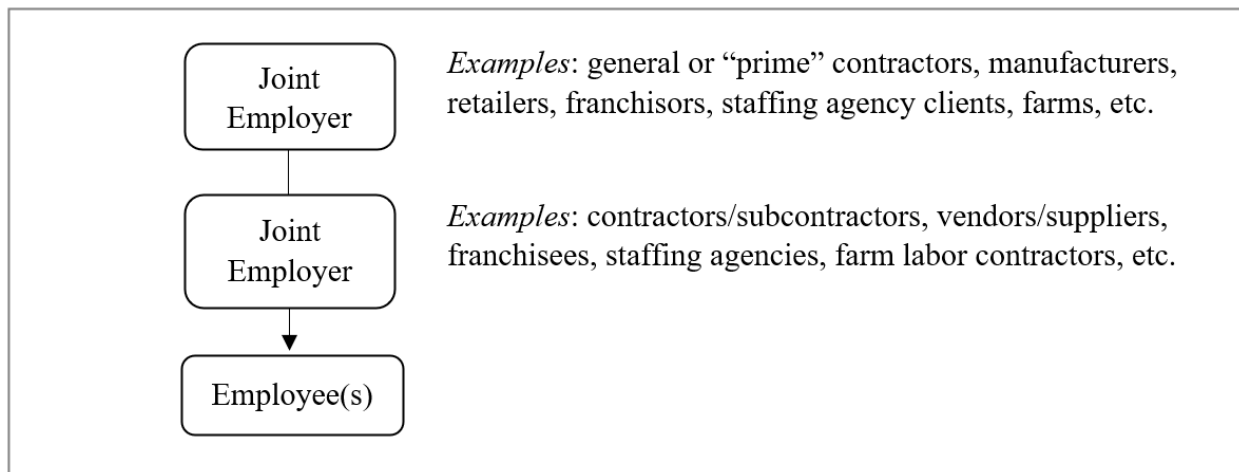 Joint
Employer
Examples: general or “prime” contractors, manufacturers,
retailers, franchisors, staffing agency clients, farms, etc.
Joint
Employer
Examples: contractors/subcontractors, vendors/suppliers,
franchisees, staffing agencies, farm labor contractors, etc.
Employee(s)